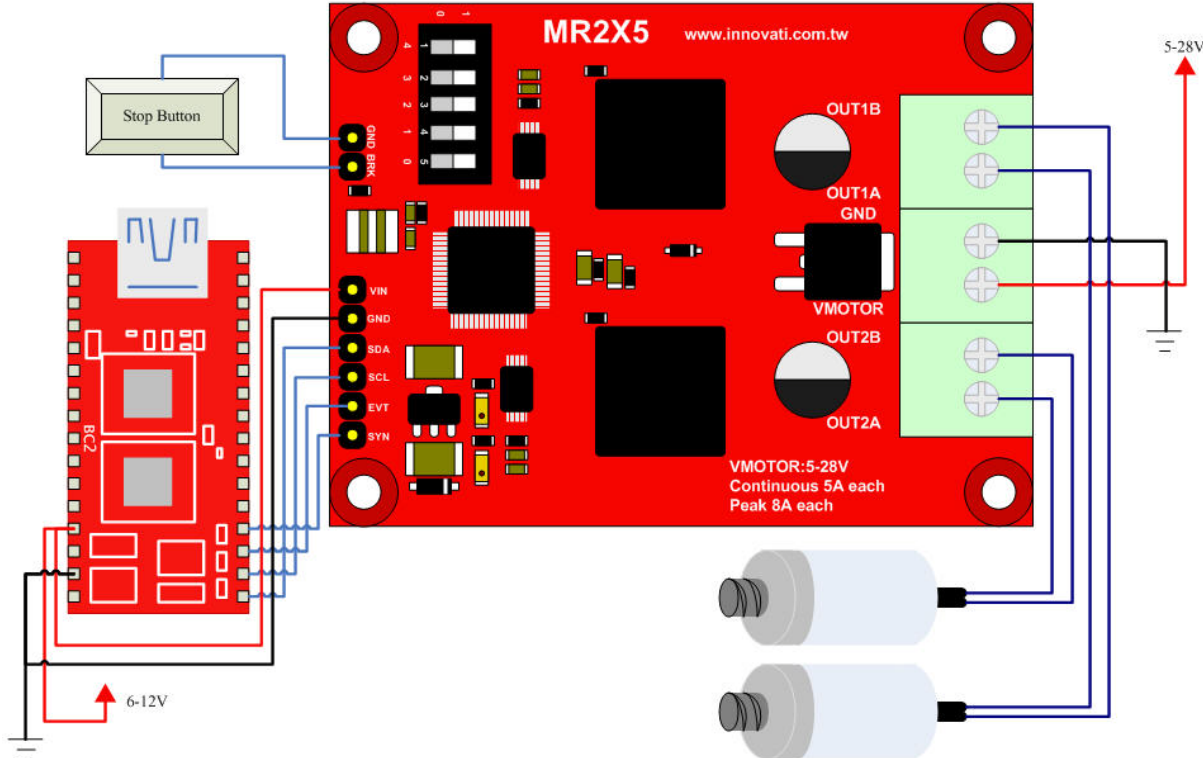 0 1
MR2X5 www.innovati.com.tw
5-28V
4 1
3 2
2 3
1 4
0 5
Stop Button
GND
BRK
OUT1B
OUT1A
GND
VMOTOR
OUT2B
OUT2A
VIN
GND
SDA
SCL
EVT
SYN
BC2
VMOTOR:5-28V
Continuous 5A each
Peak 8A each
6-12V